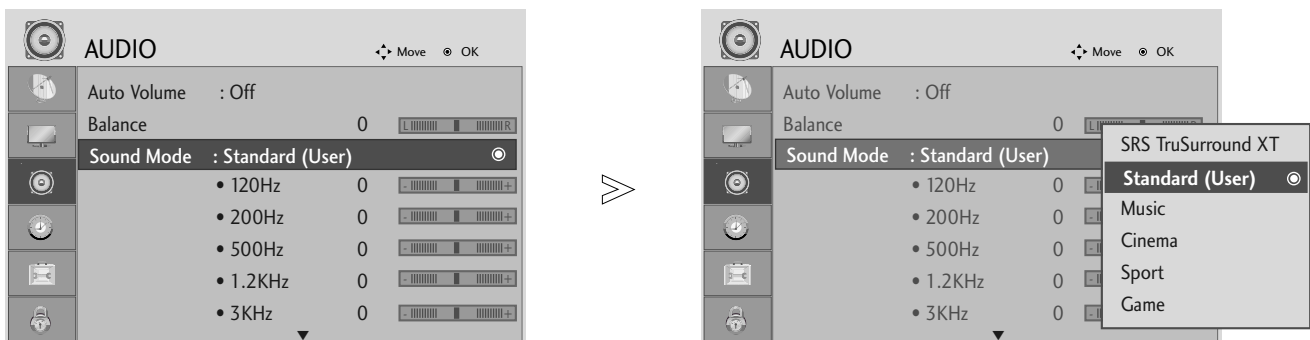 AUDIO Move OK
Auto Volume : Off
Balance 0 L R
Sound Mode : Standard (User)
• 120Hz 0 - +
• 200Hz 0 - +
• 500Hz 0 - +
• 1.2KHz 0 - +
• 3KHz 0 - +
AUDIO Move OK
Auto Volume : Off
Balance 0 L R
Sound Mode : Standard (User)
• 120Hz 0 -
• 200Hz 0 -
• 500Hz 0 -
• 1.2KHz 0 -
• 3KHz 0 -
SRS TruSurround XT
Standard (User)
Music
Cinema
Sport
Game